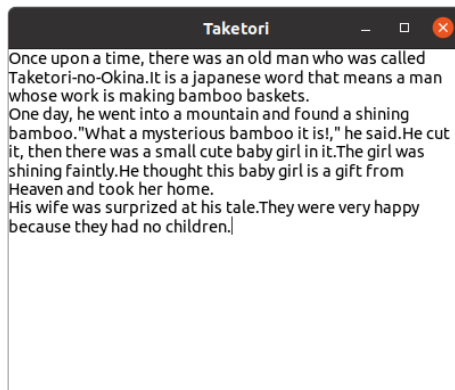 Taketori
Once upon a time, there was an old man who was called
Taketori-no-Okina.It is a japanese word that means a man
whose work is making bamboo baskets.
One day, he went into a mountain and found a shining
bamboo."What a mysterious bamboo it is!," he said.He cut
it, then there was a small cute baby girl in it.The girl was
shining faintly.He thought this baby girl is a gift from
Heaven and took her home.
His wife was surprized at his tale.They were very happy
because they had no children.